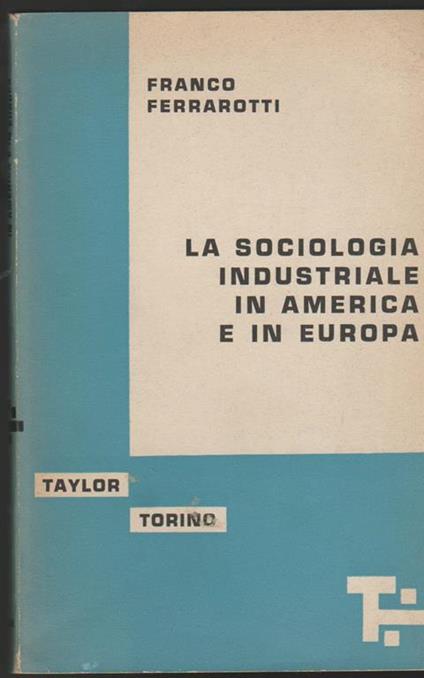 FRANCO
FERRAROTTI
LA SOCIOLOGIA
INDUSTRIALE
IN AMERICA
E IN EUROPA
TAYLOR
TORINO